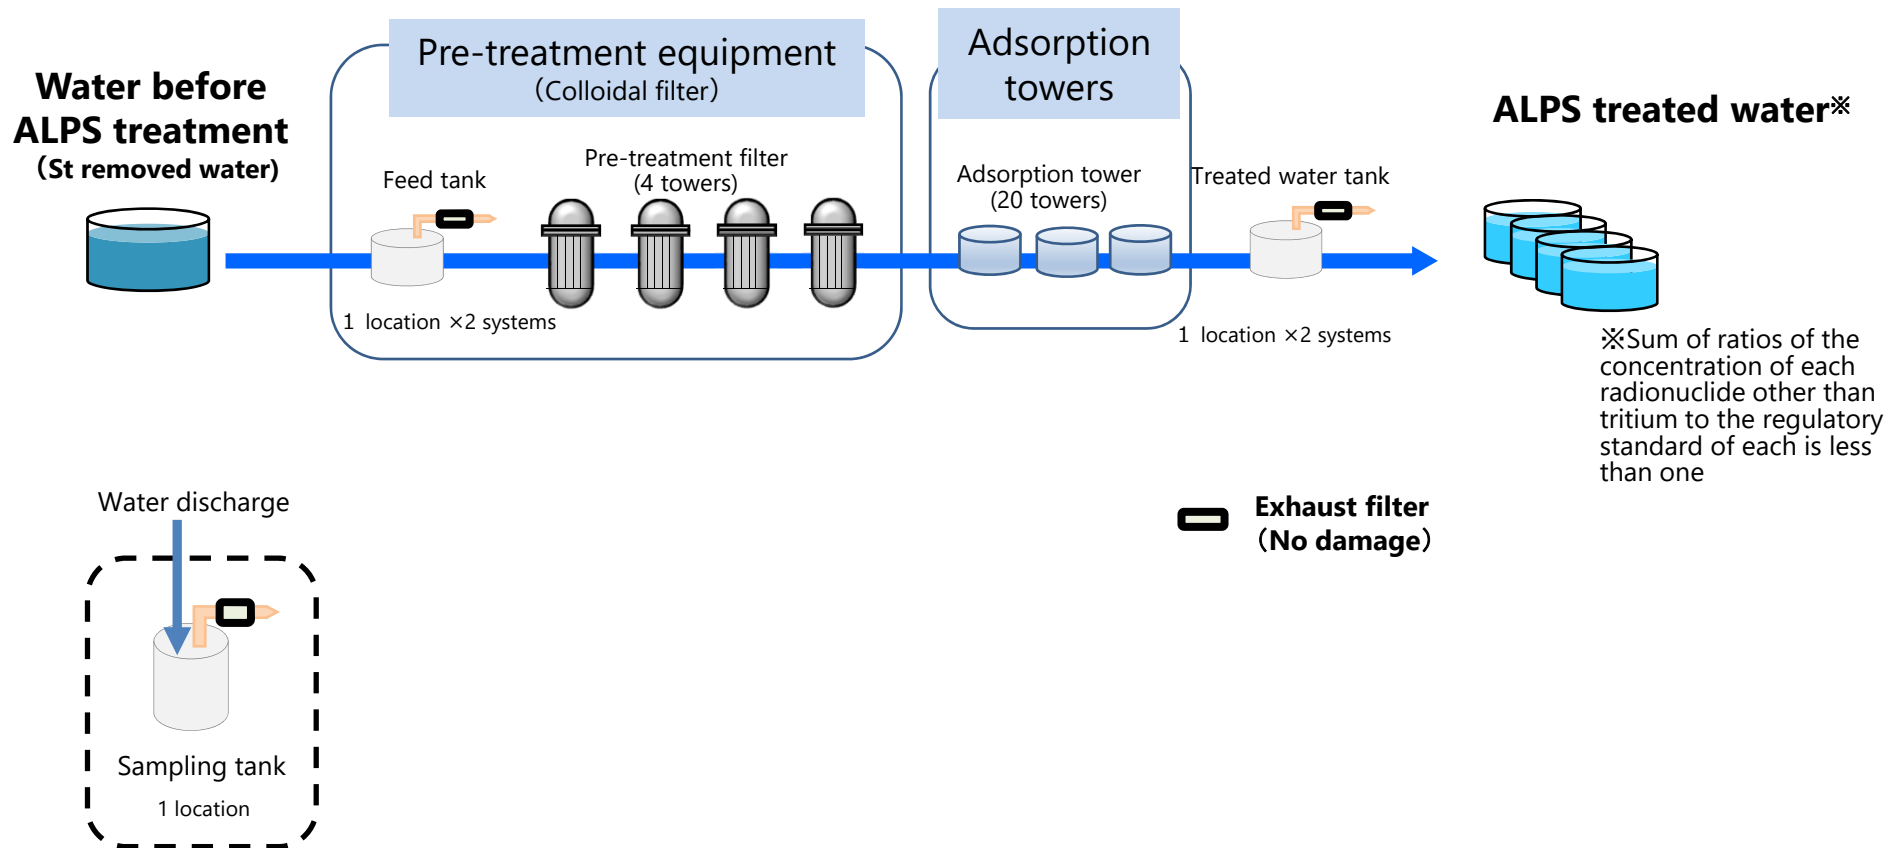 Water before
ALPS treatment
（St removed water)
Pre-treatment equipment
（Colloidal filter）
Feed tank
Pre-treatment filter
(4 towers)
1 location ×2 systems
Adsorption
towers
Adsorption tower
(20 towers)
Treated water tank
1 location ×2 systems
ALPS treated water※
※Sum of ratios of the
concentration of each
radionuclide other than
tritium to the regulatory
standard of each is less
than one
Exhaust filter
（No damage）
Water discharge
Sampling tank
1 location